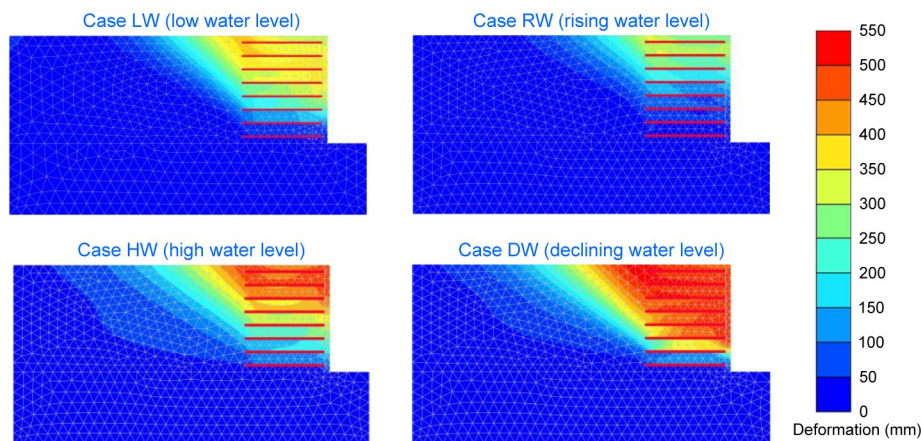 Case LW (low water level)
Case RW (rising water level)
Case HW (high water level)
Case DW (declining water level)
550
500
450
400
350
300
250
200
150
100
50
0
Deformation (mm)